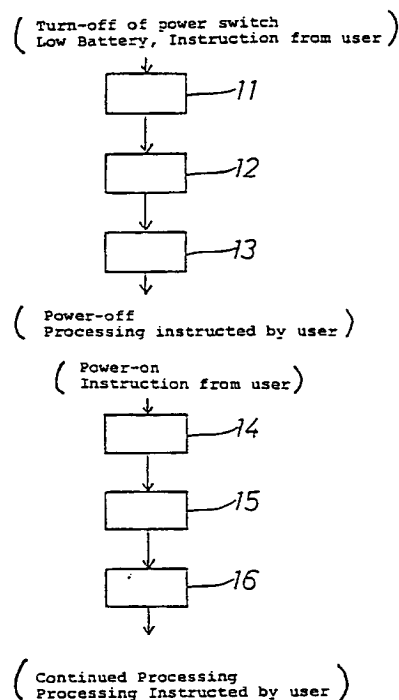 ( Turn-off of power switch
Low Battery, Instruction from user )
11
12
13
( Power-off
Processing instructed by user )
( Power-on
Instruction from user )
14
15
16
( Continued Processing
Processing Instructed by user )